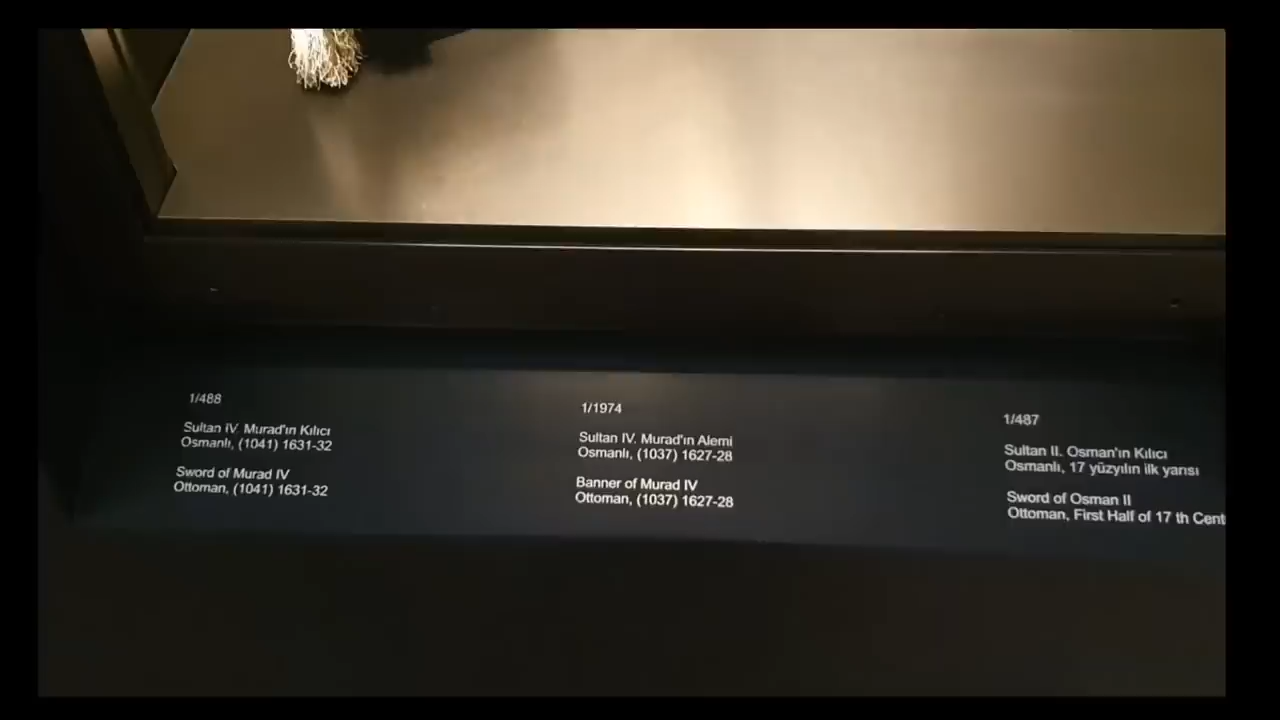 1/488
Sultan IV. Murad'ın Kılıcı
Osmanlı, (1041) 1631-32
Sword of Murad IV
Ottoman, (1041) 1631-32
1/1974
Sultan IV. Murad'ın Alemi
Osmanlı, (1037) 1627-28
Banner of Murad IV
Ottoman, (1037) 1627-28
1/487
Sultan II. Osman'ın Kılıcı
Osmanlı, 17 yüzyılın ilk yarısı
Sword of Osman II
Ottoman, First Half of 17 th Cent